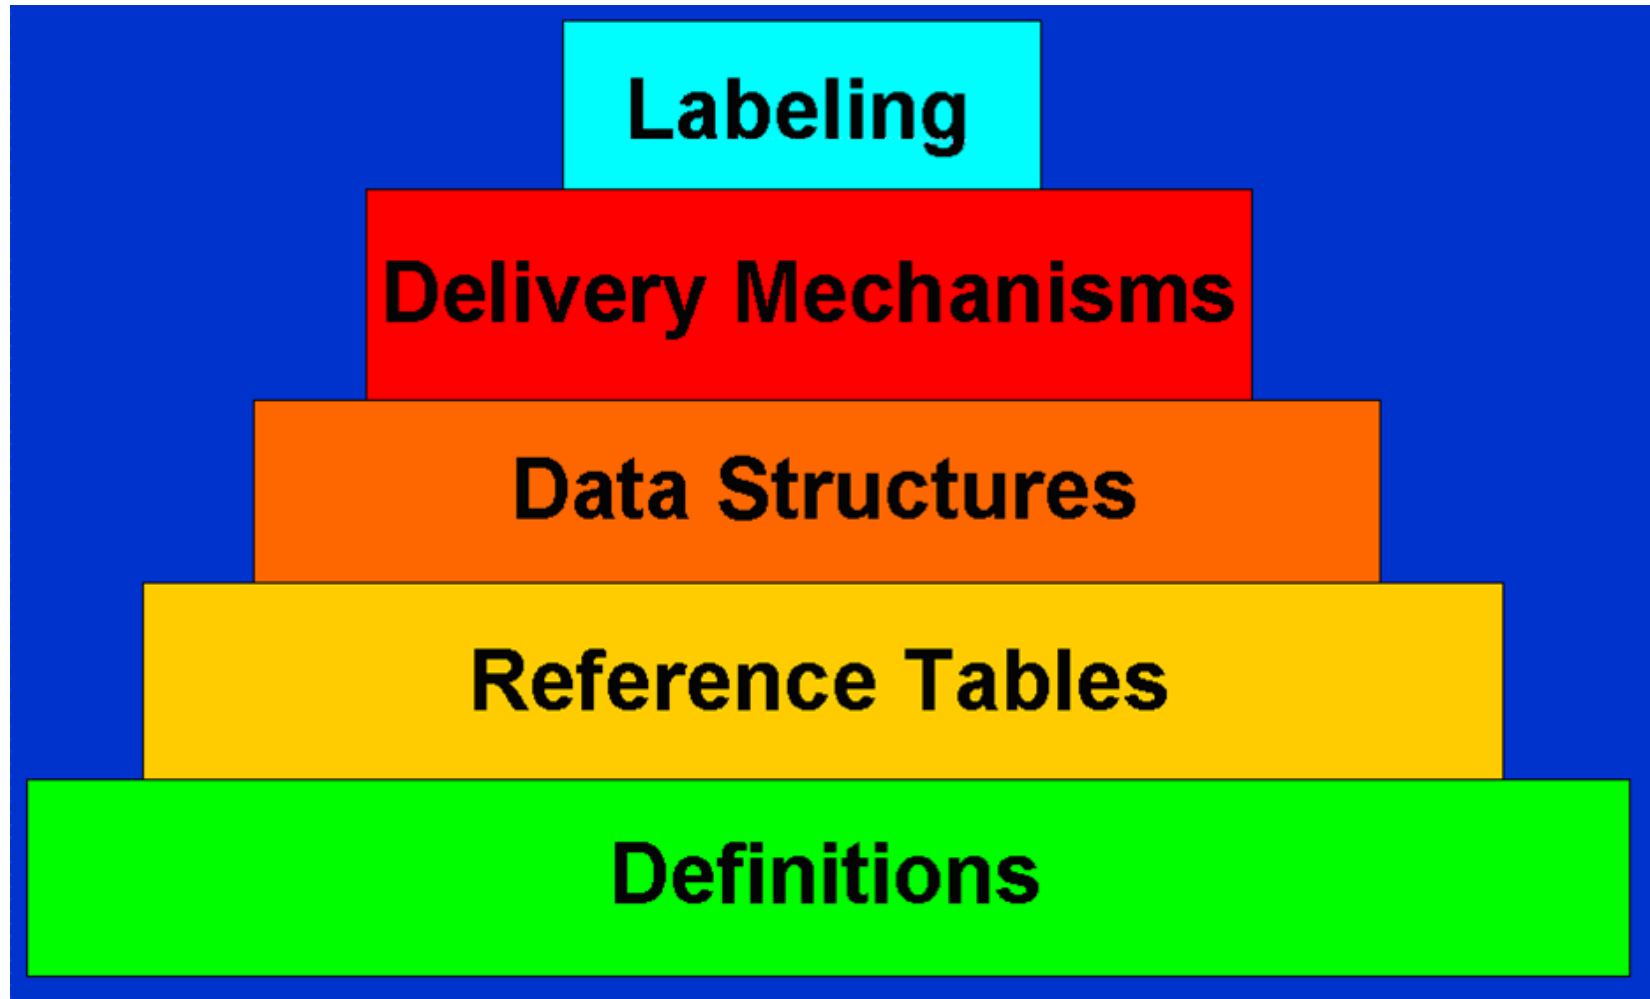 Labeling
Delivery Mechanisms
Data Structures
Reference Tables
Definitions